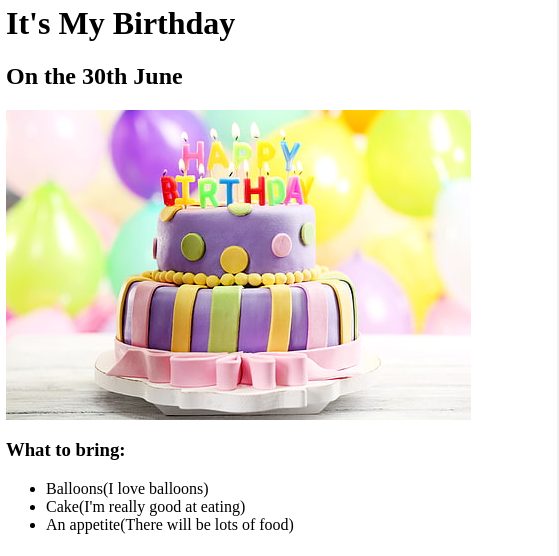 It's My Birthday
On the 30th June
HAPPY
BIRTHDAY
What to bring:
Balloons(I love balloons)
Cake(I'm really good at eating)
An appetite(There will be lots of food)